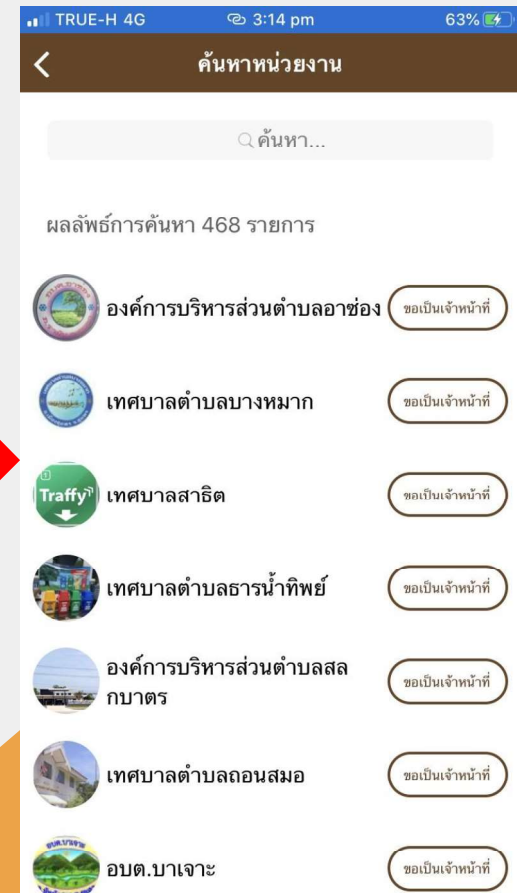 TRUE-H 4G 3:14 pm 63%
ค้นหาหน่วยงาน
ค้นหา...
ผลลัพธ์การค้นหา 468 รายการ
องค์การบริหารส่วนตำบลอาซ่อง ขอเป็นเจ้าหน้าที่
เทศบาลตำบลบางหมาก ขอเป็นเจ้าหน้าที่
Traffy เทศบาลสาธิต ขอเป็นเจ้าหน้าที่
เทศบาลตำบลธารน้ำทิพย์ ขอเป็นเจ้าหน้าที่
องค์การบริหารส่วนตำบลสล
กบาตร ขอเป็นเจ้าหน้าที่
เทศบาลตำบลถอนสมอ ขอเป็นเจ้าหน้าที่
อบต.บาเจาะ ขอเป็นเจ้าหน้าที่